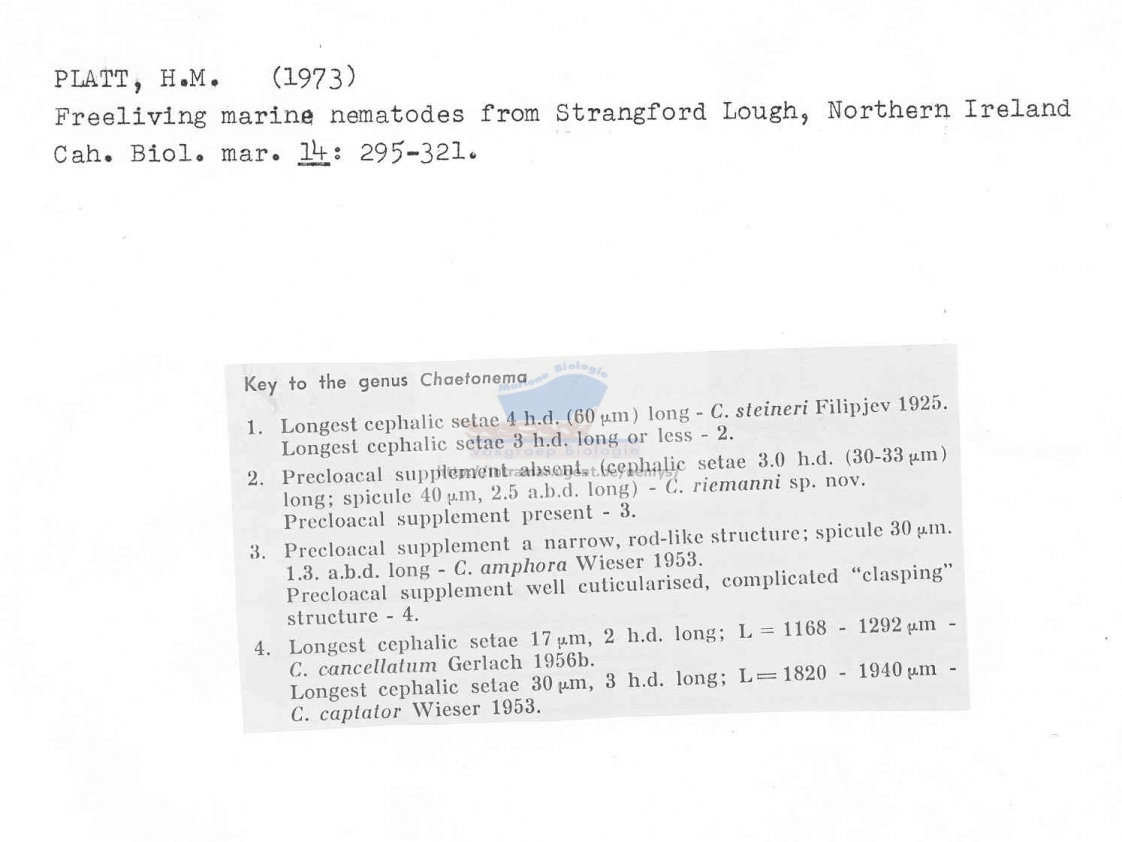 PLATT, H.M. (1973)
Freeliving marine nematodes from Strangford Lough, Northern Ireland
Cah. Biol. mar. 14: 295-321.
Key to the genus Chaetonema
Mariene Biologie
1. Longest cephalic setae 4 h.d. (60 µm) long - C. steineri Filipjev 1925.
Longest cephalic setae 3 h.d. long or less - 2.
Vakgroep Biologie
2. Precloacal supplement absent, (cephalic setae 3.0 h.d. (30-33 µm)
long; spicule 40 µm, 2.5 a.b.d. long) - C. riemanni sp. nov.
Precloacal supplement present - 3.
3. Precloacal supplement a narrow, rod-like structure; spicule 30 µm.
1.3. a.b.d. long - C. amphora Wieser 1953.
Precloacal supplement well cuticularised, complicated “clasping”
structure - 4.
4. Longest cephalic setae 17 µm, 2 h.d. long; L = 1168 - 1292 µm -
C. cancellatum Gerlach 1956b.
Longest cephalic setae 30 µm, 3 h.d. long; L = 1820 - 1940 µm -
C. captator Wieser 1953.